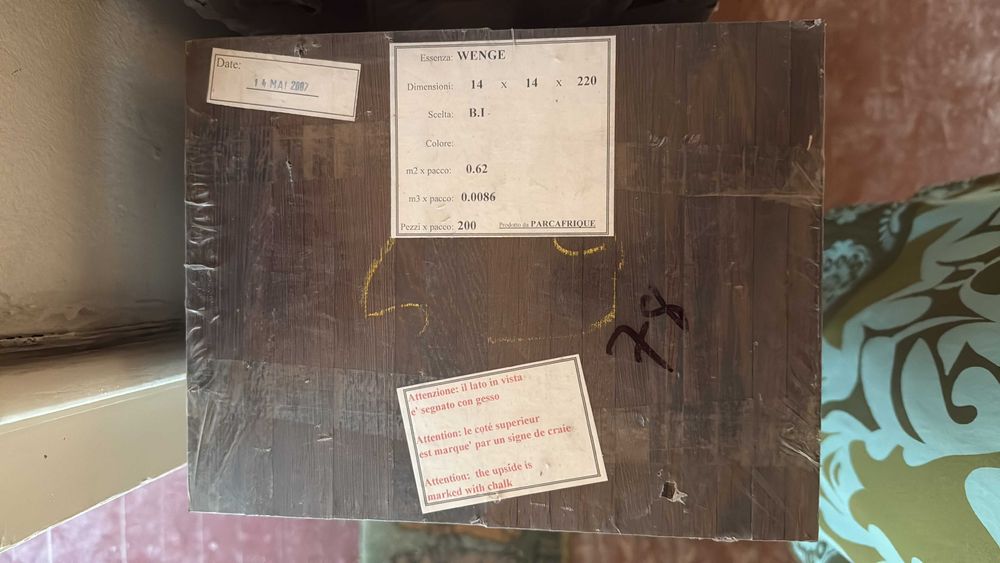 Date:
14 MAI 2007
Essenza: WENGE
Dimensioni: 14 x 14 x 220
Scelta: B.I -
Colore:
m2 x pacco: 0.62
m3 x pacco: 0.0086
Pezzi x pacco: 200 Prodotto da PARCAFRIQUE
78
Attenzione: il lato in vista
e' segnato con gesso
Attention: le coté superieur
est marque' par un signe de craie
Attention: the upside is
marked with chalk